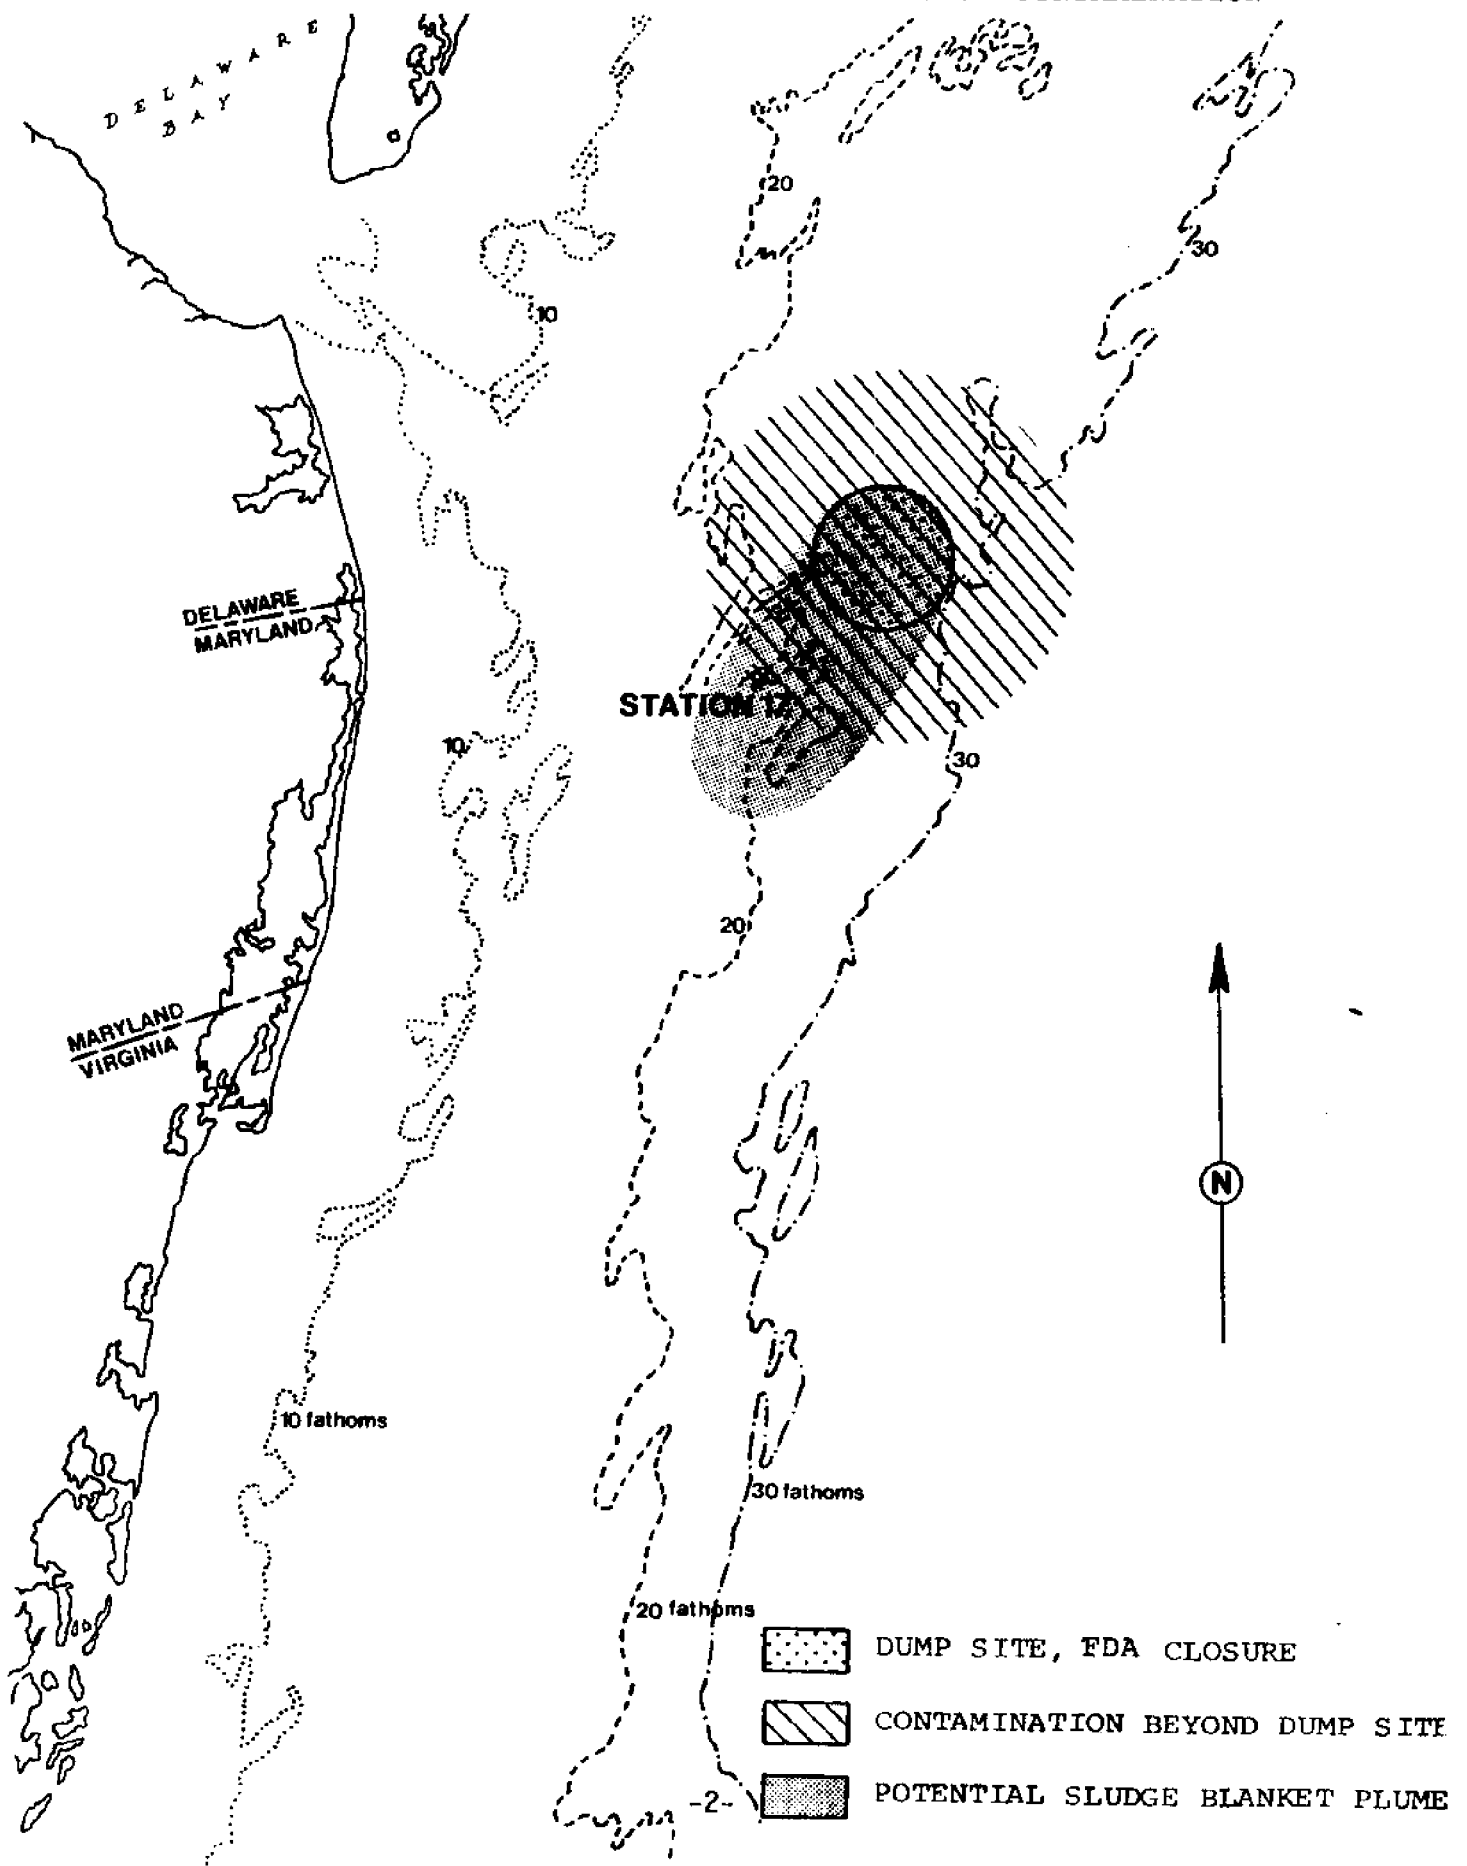 DELAWARE
BAY
20
30
10
DELAWARE
MARYLAND
STATION 12
10
30
20
MARYLAND
VIRGINIA
N
10 fathoms
30 fathoms
20 fathoms
DUMP SITE, FDA CLOSURE
CONTAMINATION BEYOND DUMP SITE
POTENTIAL SLUDGE BLANKET PLUME
-2-